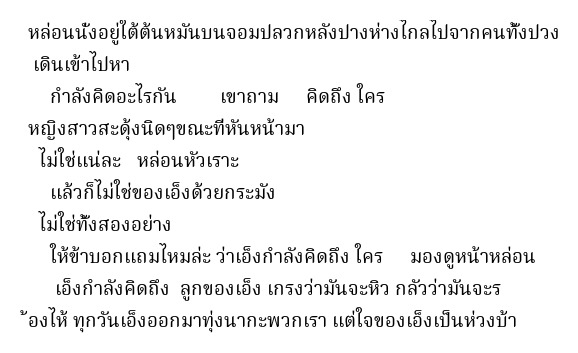 หล่อนนั่งอยู่ใต้ต้นหมันบนจอมปลวกหลังปางห่างไกลไปจากคนทั้งปวง
เดินเข้าไปหา
กำลังคิดอะไรกัน เขาถาม คิดถึง ใคร
หญิงสาวสะดุ้งนิดๆขณะที่หันหน้ามา
ไม่ใช่แน่ละ หล่อนหัวเราะ
แล้วก็ไม่ใช่ของเอ็งด้วยกระมัง
ไม่ใช่ทั้งสองอย่าง
ให้ข้าบอกแถมไหมล่ะ ว่าเอ็งกำลังคิดถึง ใคร มองดูหน้าหล่อน
เอ็งกำลังคิดถึง ลูกของเอ็ง เกรงว่ามันจะหิว กลัวว่ามันจะร
้องไห้ ทุกวันเอ็งออกมาทุ่งนากะพวกเรา แต่ใจของเอ็งเป็นห่วงบ้า